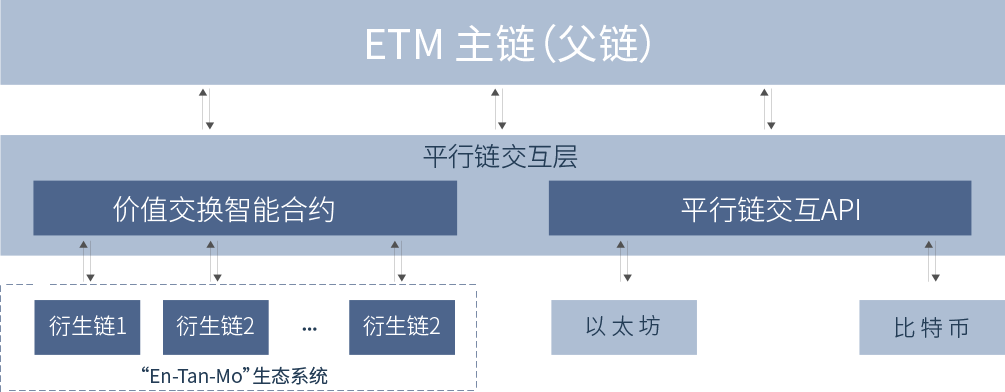 ETM 主链（父链）
平行链交互层
价值交换智能合约
平行链交互API
衍生链1
衍生链2
...
衍生链2
以太坊
比特币
“En-Tan-Mo”生态系统